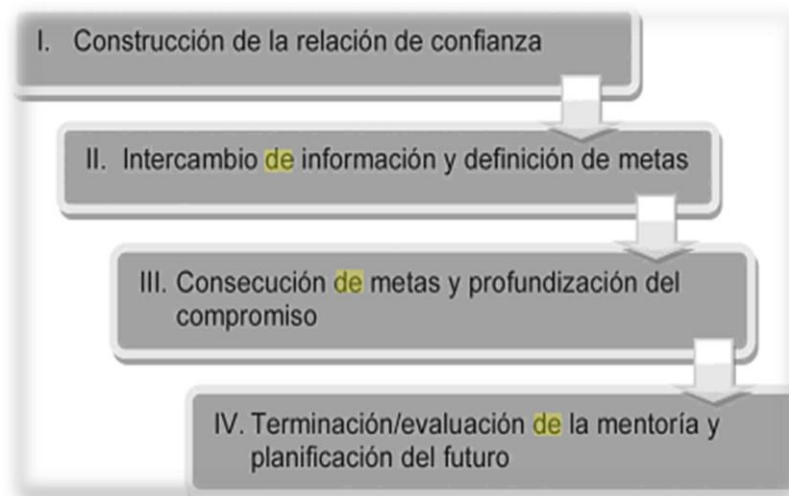 I. Construcción de la relación de confianza
II. Intercambio de información y definición de metas
III. Consecución de metas y profundización del
compromiso
IV. Terminación/evaluación de la mentoría y
planificación del futuro